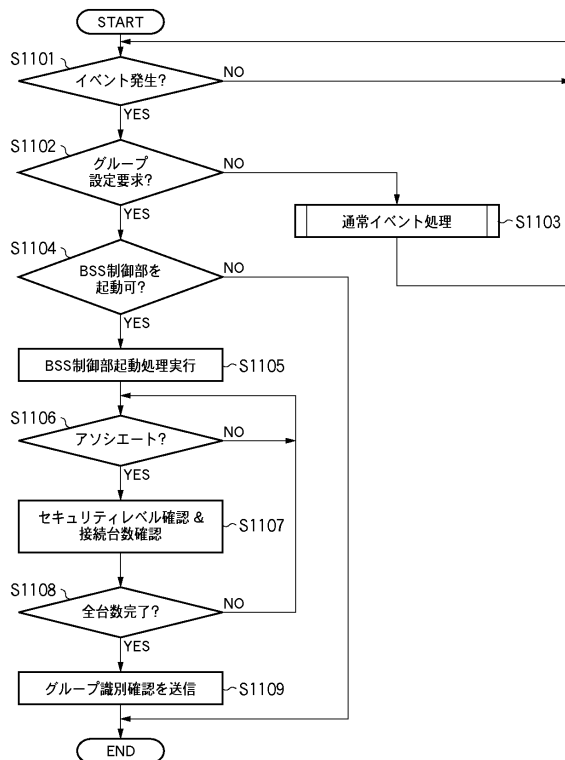 START
S1101
イベント発生?
NO
YES
S1102
グループ
設定要求?
NO
YES
通常イベント処理
S1103
S1104
BSS制御部を
起動可?
NO
YES
BSS制御部起動処理実行
S1105
S1106
アソシエート?
NO
YES
セキュリティレベル確認 &
接続台数確認
S1107
S1108
全台数完了?
NO
YES
グループ識別確認を送信
S1109
END